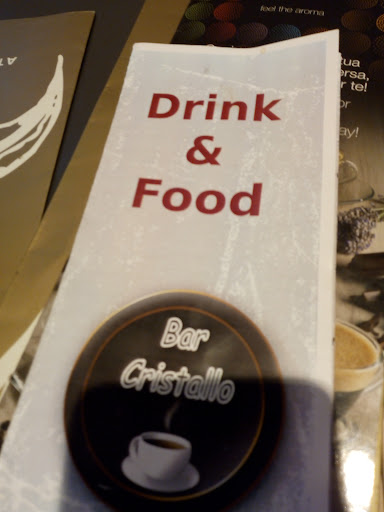 feel the aroma
Drink
&
Food
Bar
Cristallo